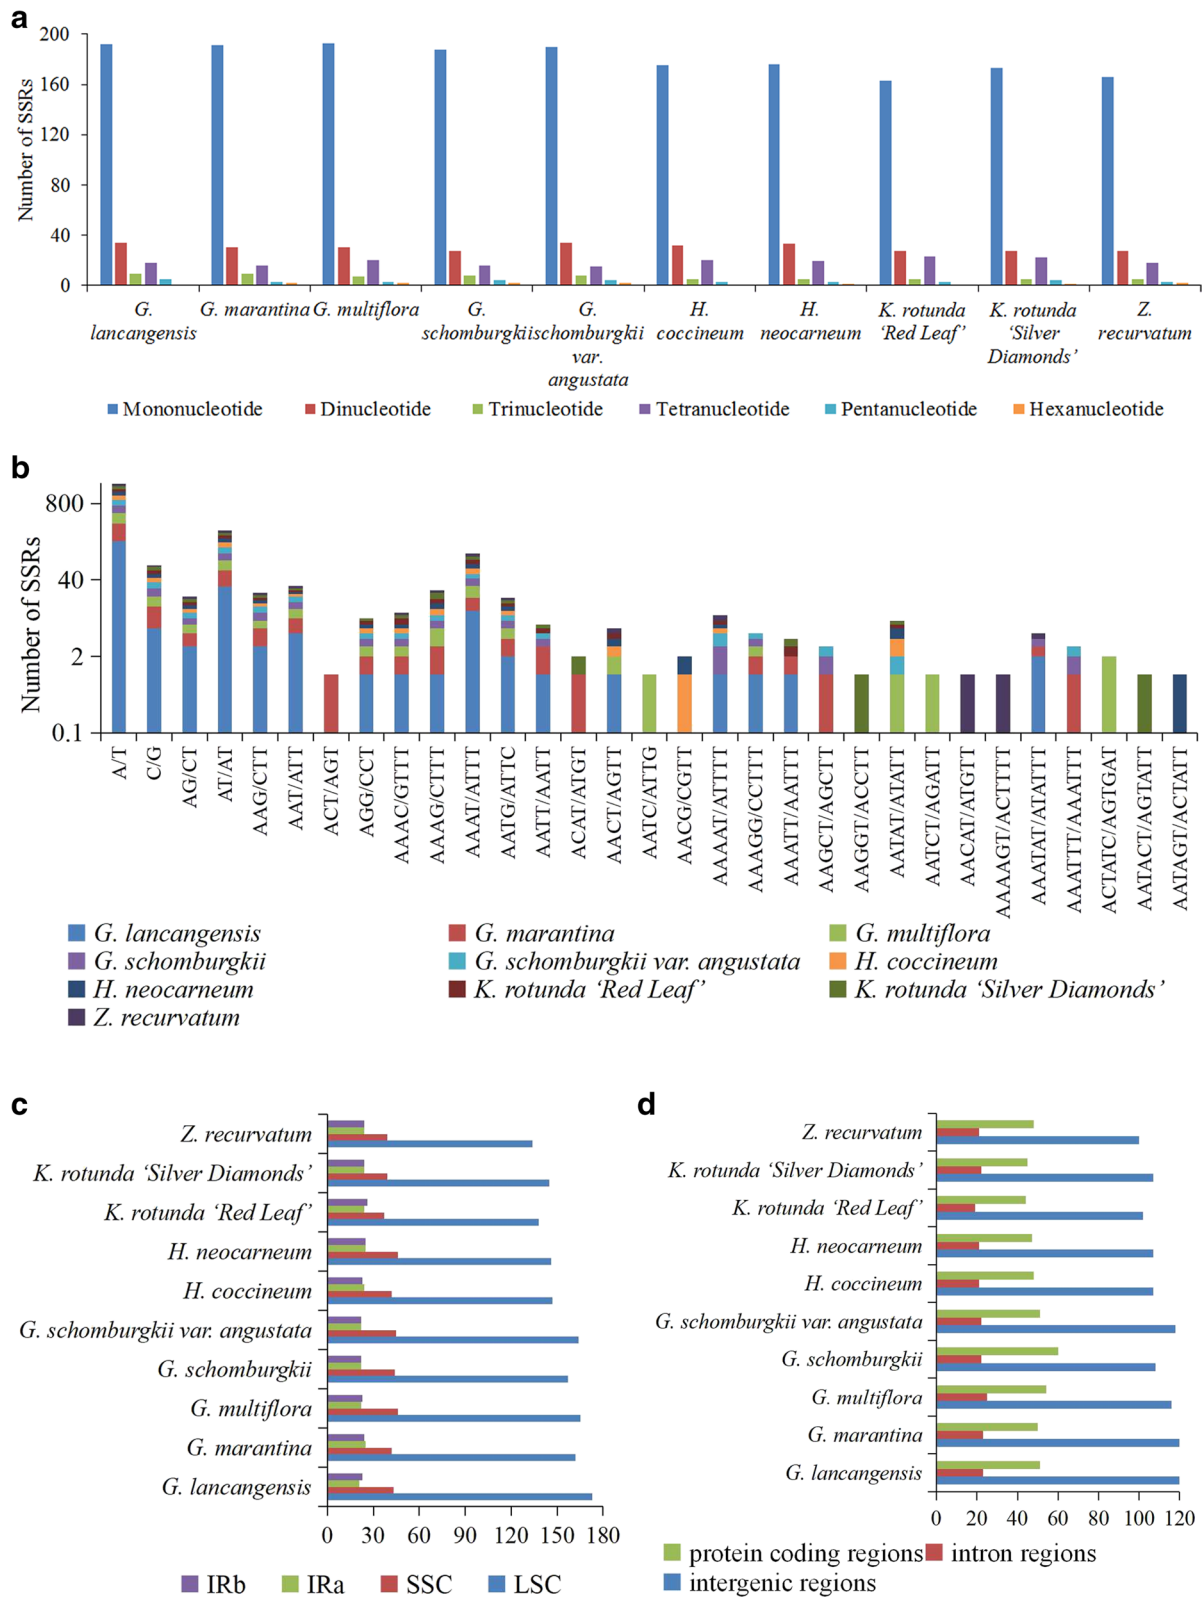 a
Number of SSRs
200
160
120
80
40
0
G. lancangensis
G. marantina
G. multiflora
G. schomburgkii
G. schomburgkii var. angustata
H. coccineum
H. neocarneum
K. rotunda ‘Red Leaf’
K. rotunda ‘Silver Diamonds’
Z. recurvatum
Mononucleotide
Dinucleotide
Trinucleotide
Tetranucleotide
Pentanucleotide
Hexanucleotide
b
Number of SSRs
800
40
2
0.1
A/T
C/G
AG/CT
AT/AT
AAG/CTT
AAT/ATT
ACT/AGT
AGG/CCT
AAAC/GTTT
AAAG/CTTT
AAAT/ATTT
AATG/ATTC
AATT/AATT
ACAT/ATGT
AACT/AGTT
AATC/ATTG
AACG/CGTT
AAAAT/ATTTT
AAAGG/CCTTT
AAATT/AATTT
AAGCT/AGCTT
AAGGT/ACCTT
AATAT/ATATT
AATCT/AGATT
AACAT/ATGTT
AAAAGT/ACTTTT
AAATAT/ATATTT
AAATTT/AAATTT
ACTATC/AGTGAT
AATACT/AGTATT
AATAGT/ACTATT
G. lancangensis
G. marantina
G. multiflora
G. schomburgkii
G. schomburgkii var. angustata
H. coccineum
H. neocarneum
K. rotunda ‘Red Leaf’
K. rotunda ‘Silver Diamonds’
Z. recurvatum
c
Z. recurvatum
K. rotunda ‘Silver Diamonds’
K. rotunda ‘Red Leaf’
H. neocarneum
H. coccineum
G. schomburgkii var. angustata
G. schomburgkii
G. multiflora
G. marantina
G. lancangensis
0 30 60 90 120 150 180
IRb IRa SSC LSC
d
Z. recurvatum
K. rotunda ‘Silver Diamonds’
K. rotunda ‘Red Leaf’
H. neocarneum
H. coccineum
G. schomburgkii var. angustata
G. schomburgkii
G. multiflora
G. marantina
G. lancangensis
0 20 40 60 80 100 120
protein coding regions intron regions
intergenic regions